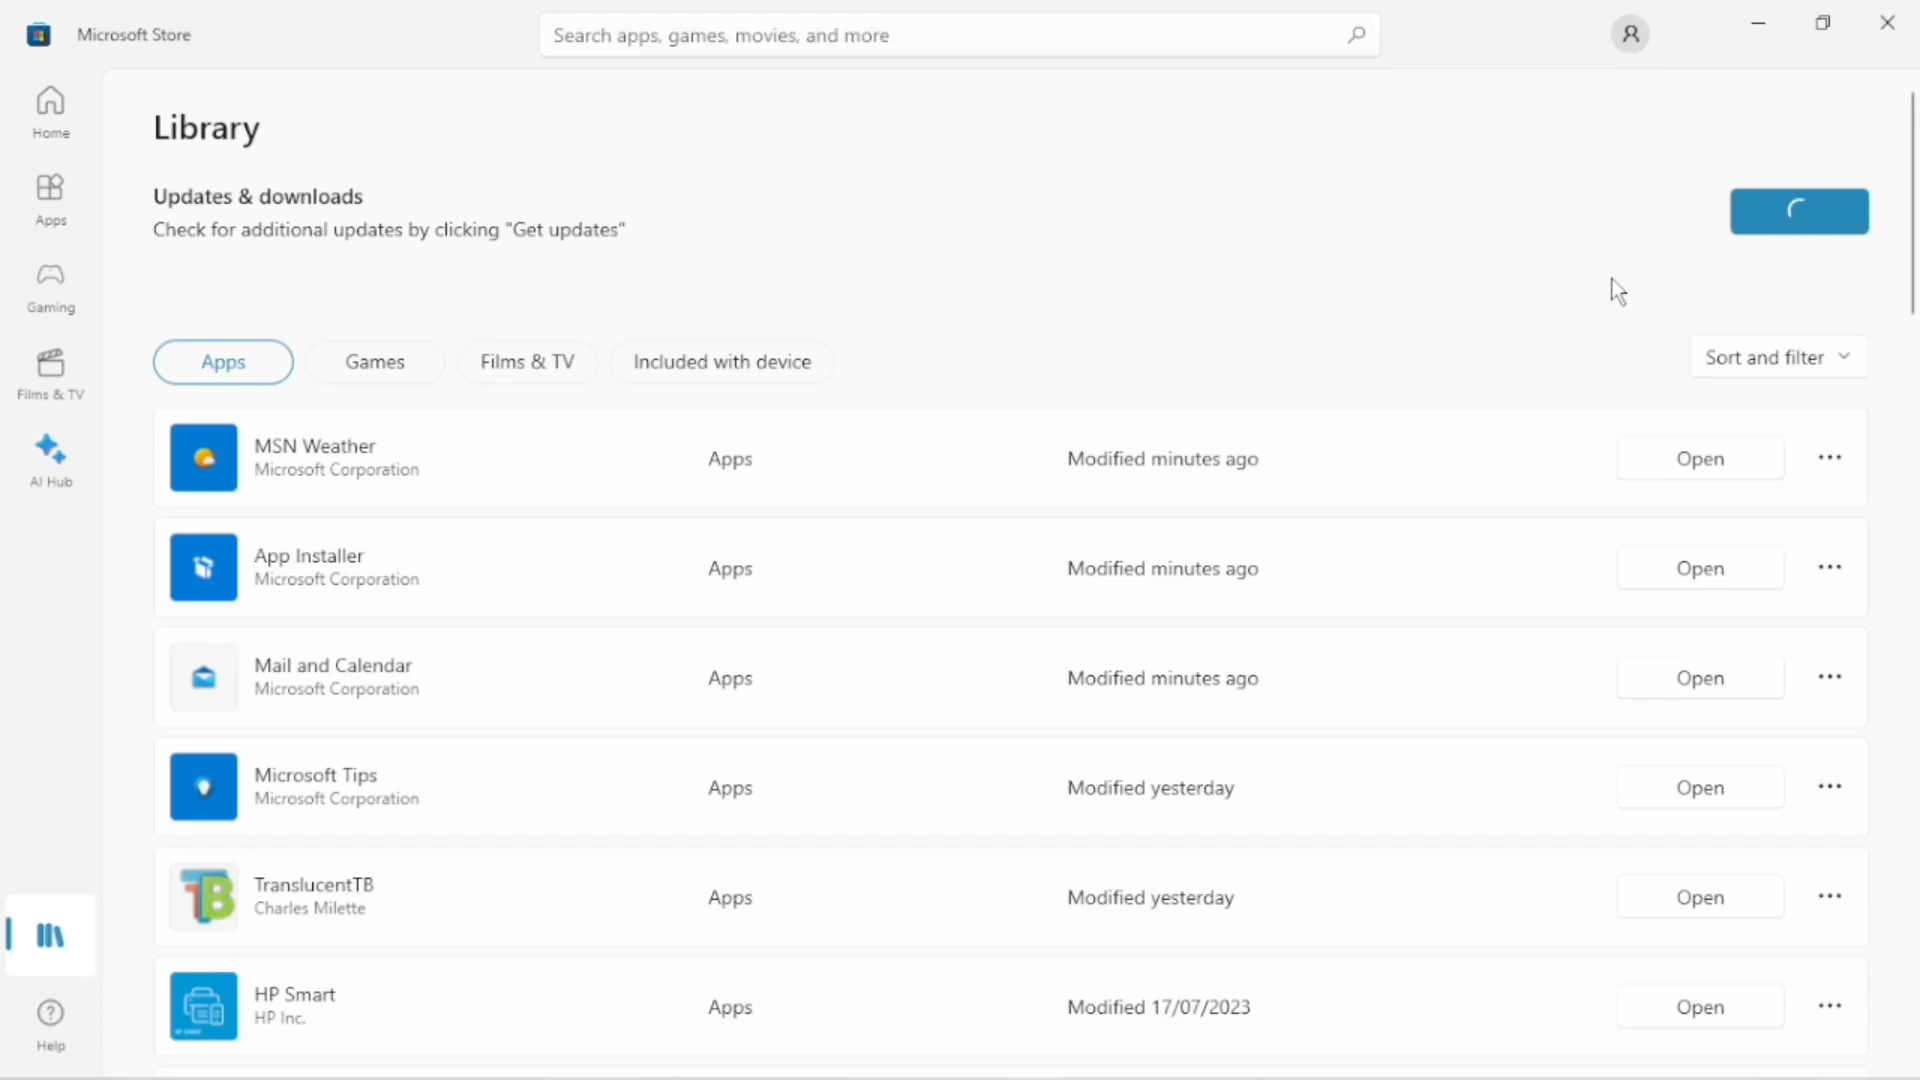 Microsoft Store
Search apps, games, movies, and more
Home
Apps
Gaming
Films & TV
AI Hub
Help
Library
Updates & downloads
Check for additional updates by clicking "Get updates"
Apps
Games
Films & TV
Included with device
Sort and filter
MSN Weather
Microsoft Corporation
Apps
Modified minutes ago
Open
App Installer
Microsoft Corporation
Apps
Modified minutes ago
Open
Mail and Calendar
Microsoft Corporation
Apps
Modified minutes ago
Open
Microsoft Tips
Microsoft Corporation
Apps
Modified yesterday
Open
TranslucentTB
Charles Milette
Apps
Modified yesterday
Open
HP Smart
HP Inc.
Apps
Modified 17/07/2023
Open